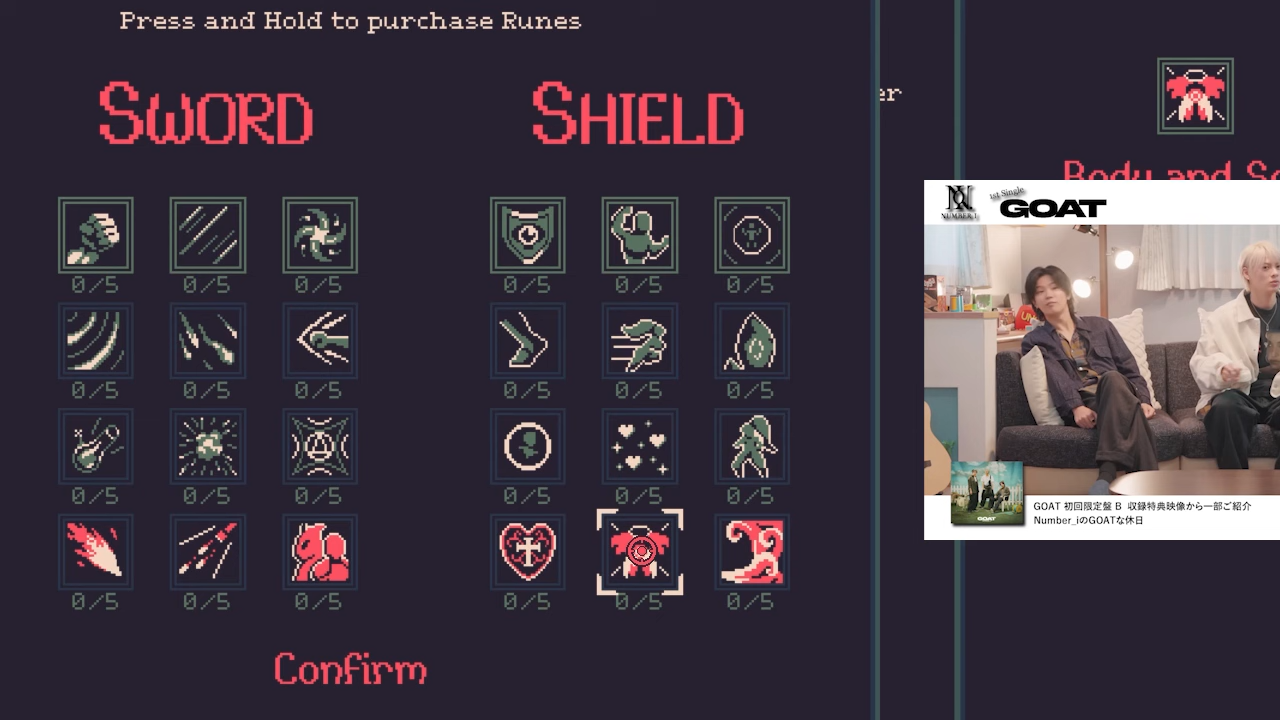 Press and Hold to purchase Runes
SWORD
SHIELD
er
0/5 0/5 0/5 0/5 0/5 0/5
0/5 0/5 0/5 0/5 0/5 0/5
0/5 0/5 0/5 0/5 0/5 0/5
0/5 0/5 0/5 0/5 0/5 0/5
Confirm
Body and So
NUMBER_I
1st Single
GOAT
GOAT
GOAT 初回限定盤 B 収録特典映像から一部ご紹介
Number_iのGOATな休日